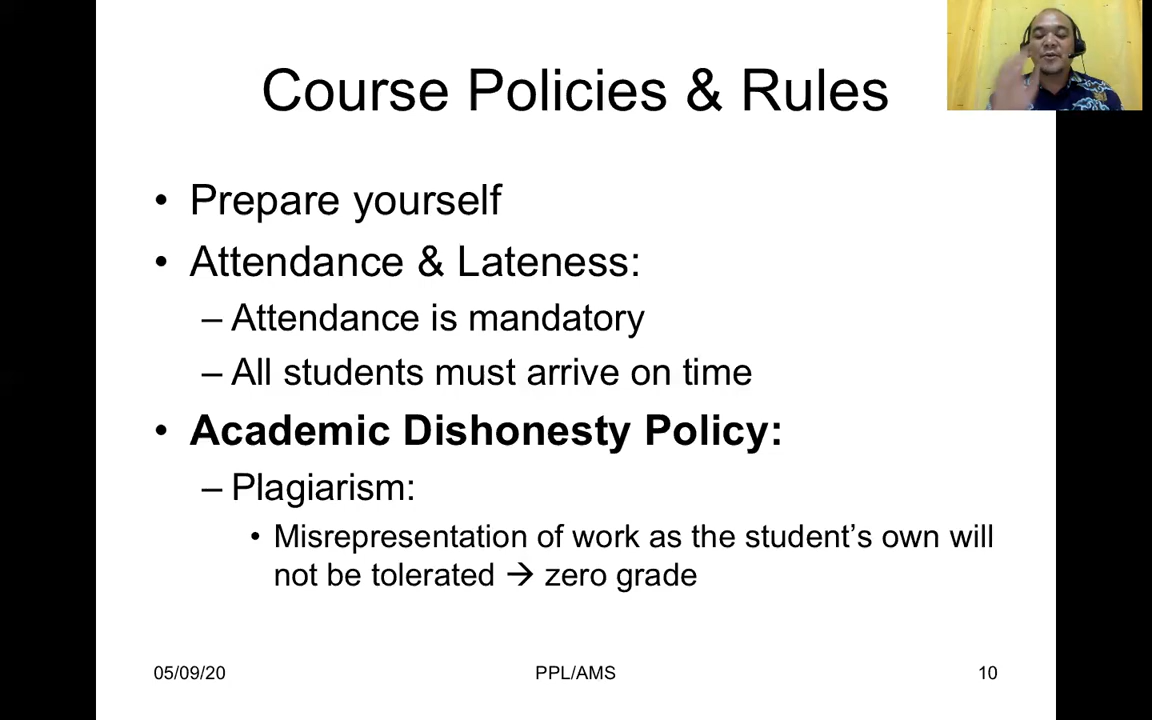 Course Policies & Rules
• Prepare yourself
• Attendance & Lateness:
– Attendance is mandatory
– All students must arrive on time
• Academic Dishonesty Policy:
– Plagiarism:
• Misrepresentation of work as the student’s own will
not be tolerated → zero grade
05/09/20 PPL/AMS 10